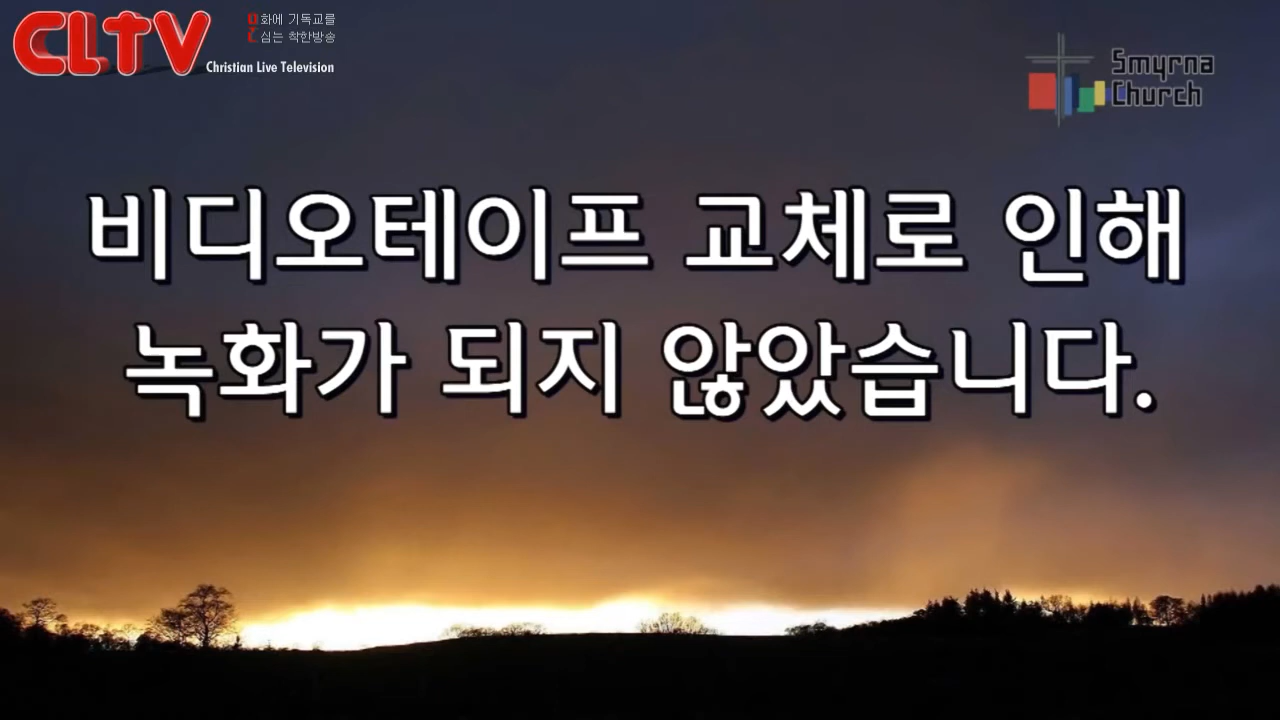 CLTV
문화에 기독교를
심는 착한방송
Christian Live Television
Smyrna
Church
비디오테이프 교체로 인해
녹화가 되지 않았습니다.